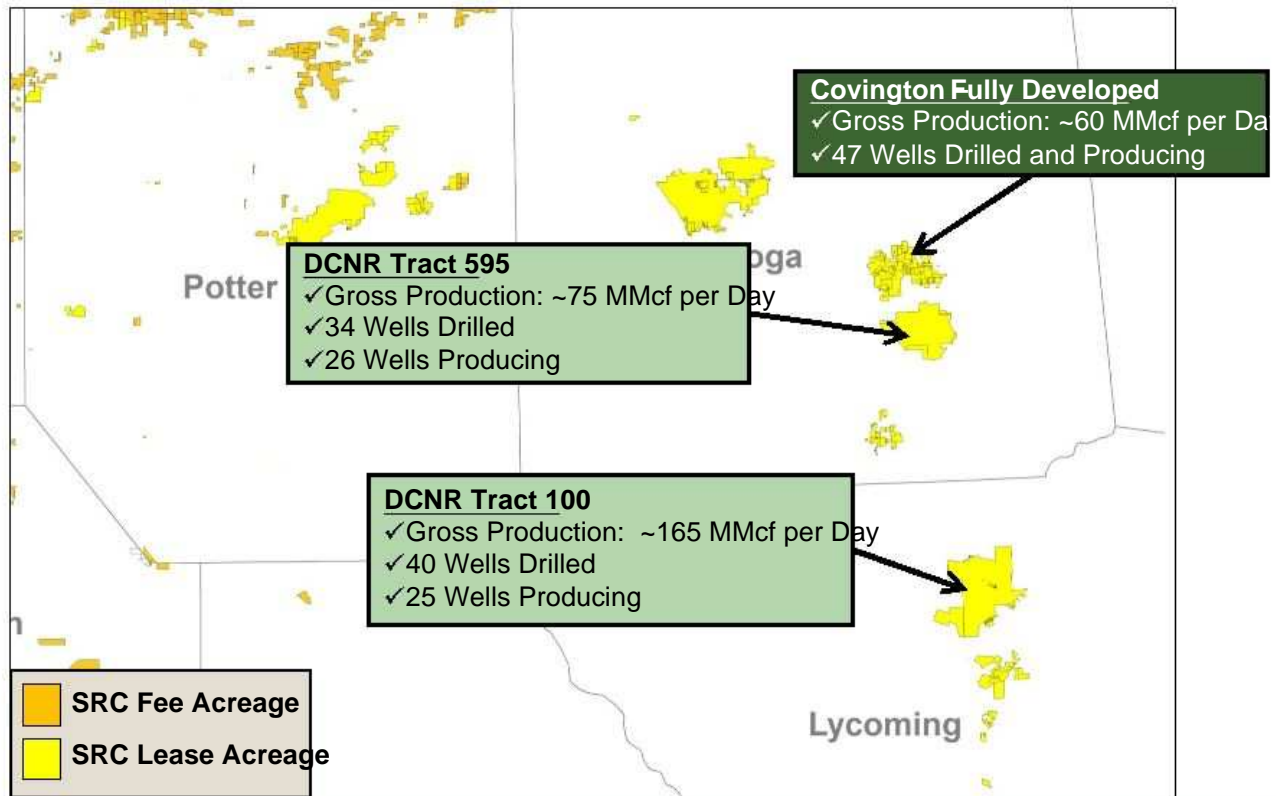 Covington Fully Developed
✓Gross Production: ~60 MMcf per Da
✓47 Wells Drilled and Producing
DCNR Tract 595
✓Gross Production: ~75 MMcf per Day
✓34 Wells Drilled
✓26 Wells Producing
oga
Potter
DCNR Tract 100
✓Gross Production: ~165 MMcf per Day
✓40 Wells Drilled
✓25 Wells Producing
SRC Fee Acreage
SRC Lease Acreage
Lycoming